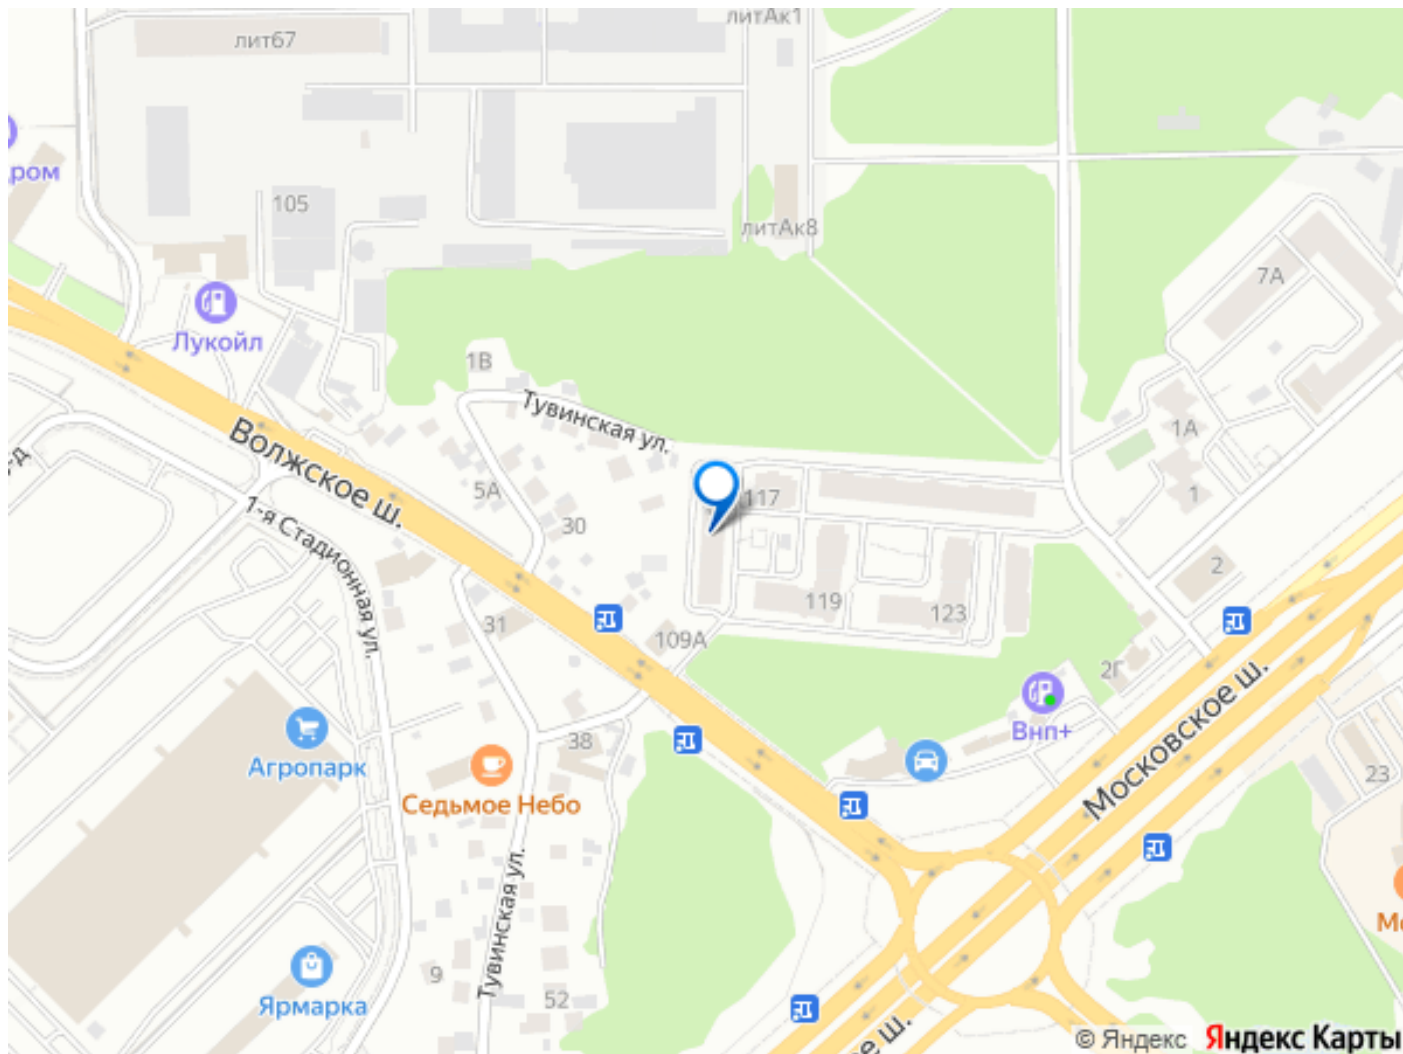 литАк1
лит67
ром
105
литАк8
7А
Лукойл
1В
Тувинская ул.
1А
Волжское ш.
5А
117
1
1-я Стадионная ул.
30
2
119
31
123
109А
2Г
Московское ш.
Внп+
38
Агропарк
23
Седьмое Небо
Тувинская ул.
9
52
Ярмарка
ое ш.
© Яндекс Яндекс Карты